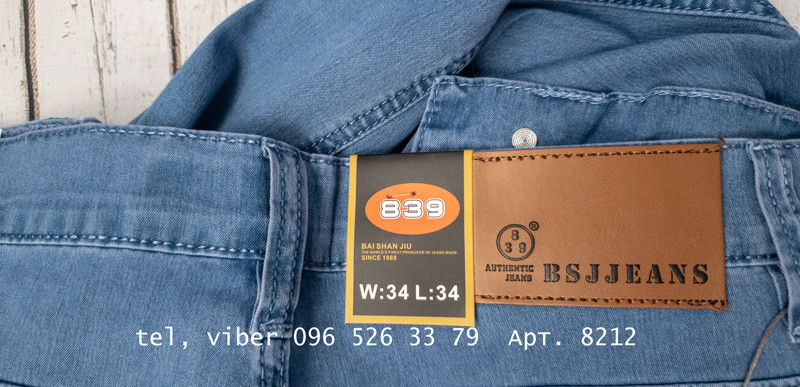 839
BAI SHAN JIU
THE WORLD'S FINEST PRODUCER OF JEANS WAER
SINCE 1988
W:34 L:34
8
3 9
®
AUTHENTIC
JEANS
BSJJEANS
tel, viber 096 526 33 79 Арт. 8212